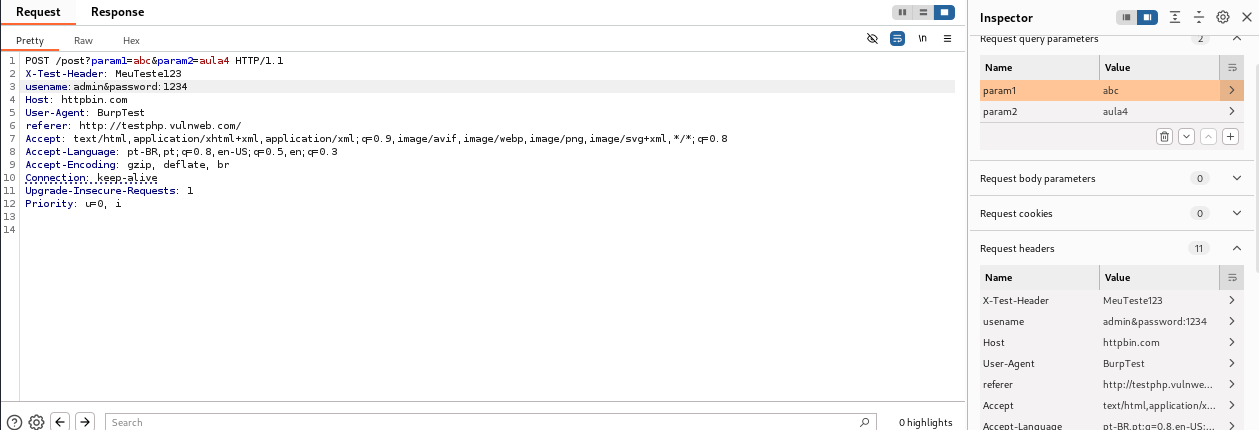 Request Response
Pretty Raw Hex \n
1 POST /post?param1=abc&param2=aula4 HTTP/1.1
2 X-Test-Header: MeuTeste123
3 usename:admin&password:1234
4 Host: httpbin.com
5 User-Agent: BurpTest
6 referer: http://testphp.vulnweb.com/
7 Accept: text/html,application/xhtml+xml,application/xml;q=0.9,image/avif,image/webp,image/png,image/svg+xml,*/*;q=0.8
8 Accept-Language: pt-BR,pt;q=0.8,en-US;q=0.5,en;q=0.3
9 Accept-Encoding: gzip, deflate, br
10 Connection: keep-alive
11 Upgrade-Insecure-Requests: 1
12 Priority: u=0, i
13
14
Search 0 highlights
Inspector
Request query parameters 2
Name Value
param1 abc
param2 aula4
Request body parameters 0
Request cookies 0
Request headers 11
Name Value
X-Test-Header MeuTeste123
usename admin&password:1234
Host httpbin.com
User-Agent BurpTest
referer http://testphp.vulnwe...
Accept text/html,application/x...
Accept-Language pt-BR,pt;q=0.8,en-US;...